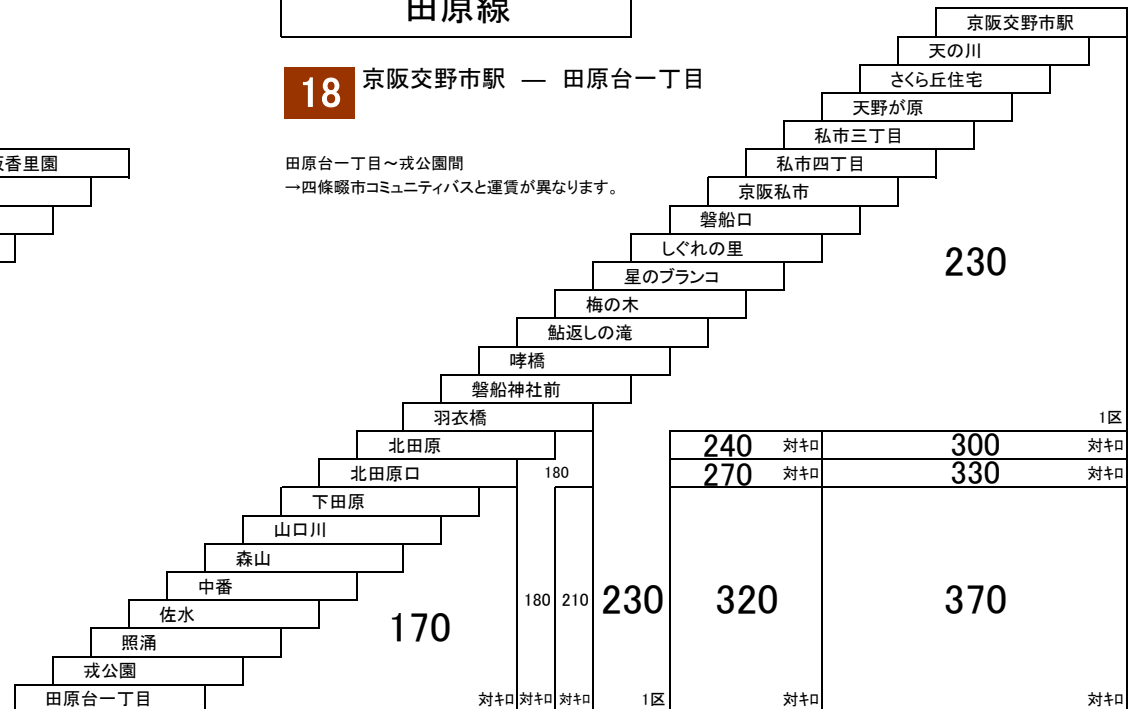 田原線
18 京阪交野市駅 ― 田原台一丁目
田原台一丁目～戎公園間
→四條畷市コミュニティバスと運賃が異なります。
香里園
京阪交野市駅
天の川
さくら丘住宅
天野が原
私市三丁目
私市四丁目
京阪私市
磐船口
しぐれの里
230
星のブランコ
梅の木
鮎返しの滝
哮橋
磐船神社前
羽衣橋
1区
北田原
240 対キロ 300 対キロ
北田原口
180
270 対キロ 330 対キロ
下田原
山口川
森山
中番
180 210 230 320 370
佐水
170
照涌
戎公園
田原台一丁目
対キロ 対キロ 対キロ 1区 対キロ 対キロ